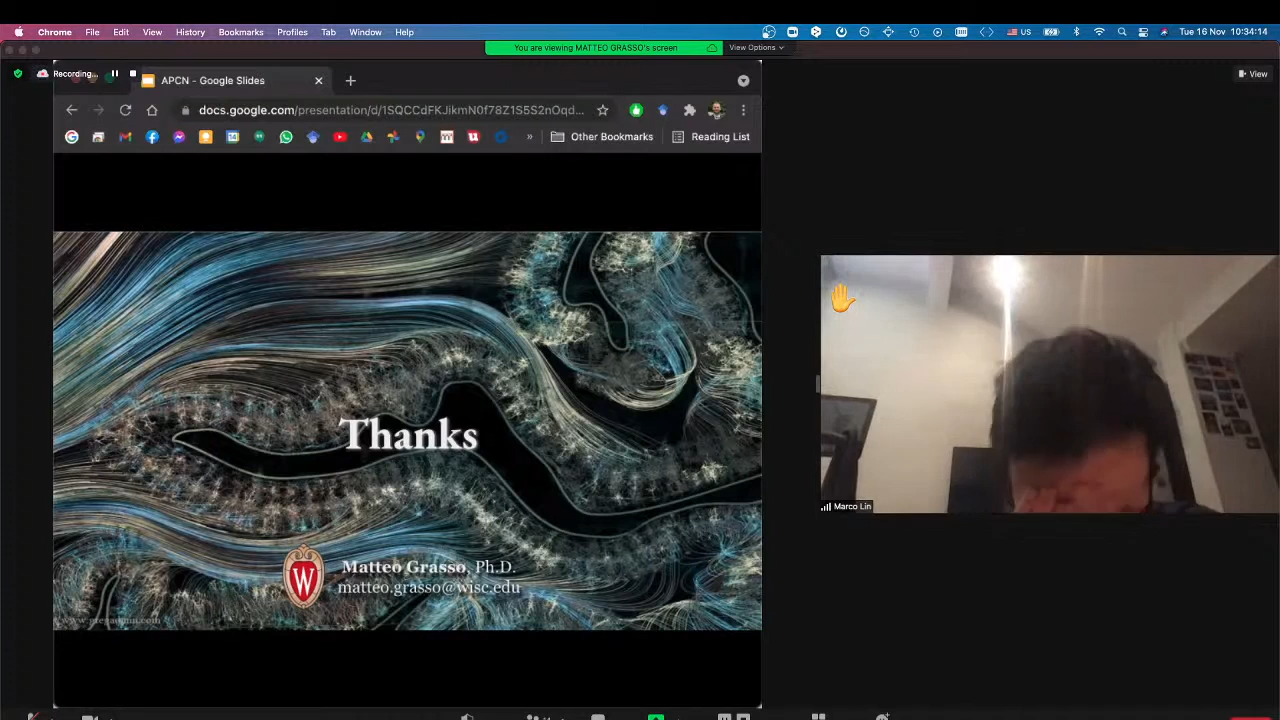 Chrome File Edit View History Bookmarks Profiles Tab Window Help US Tue 16 Nov 10:34:14
You are viewing MATTEO GRASSO's screen View Options
Recording... APCN - Google Slides View
docs.google.com/presentation/d/1SQCCdFKJikmN0f78Z1S5S2nOqd...
» Other Bookmarks Reading List
Thanks
W
Matteo Grasso, Ph.D.
matteo.grasso@wisc.edu
Marco Lin